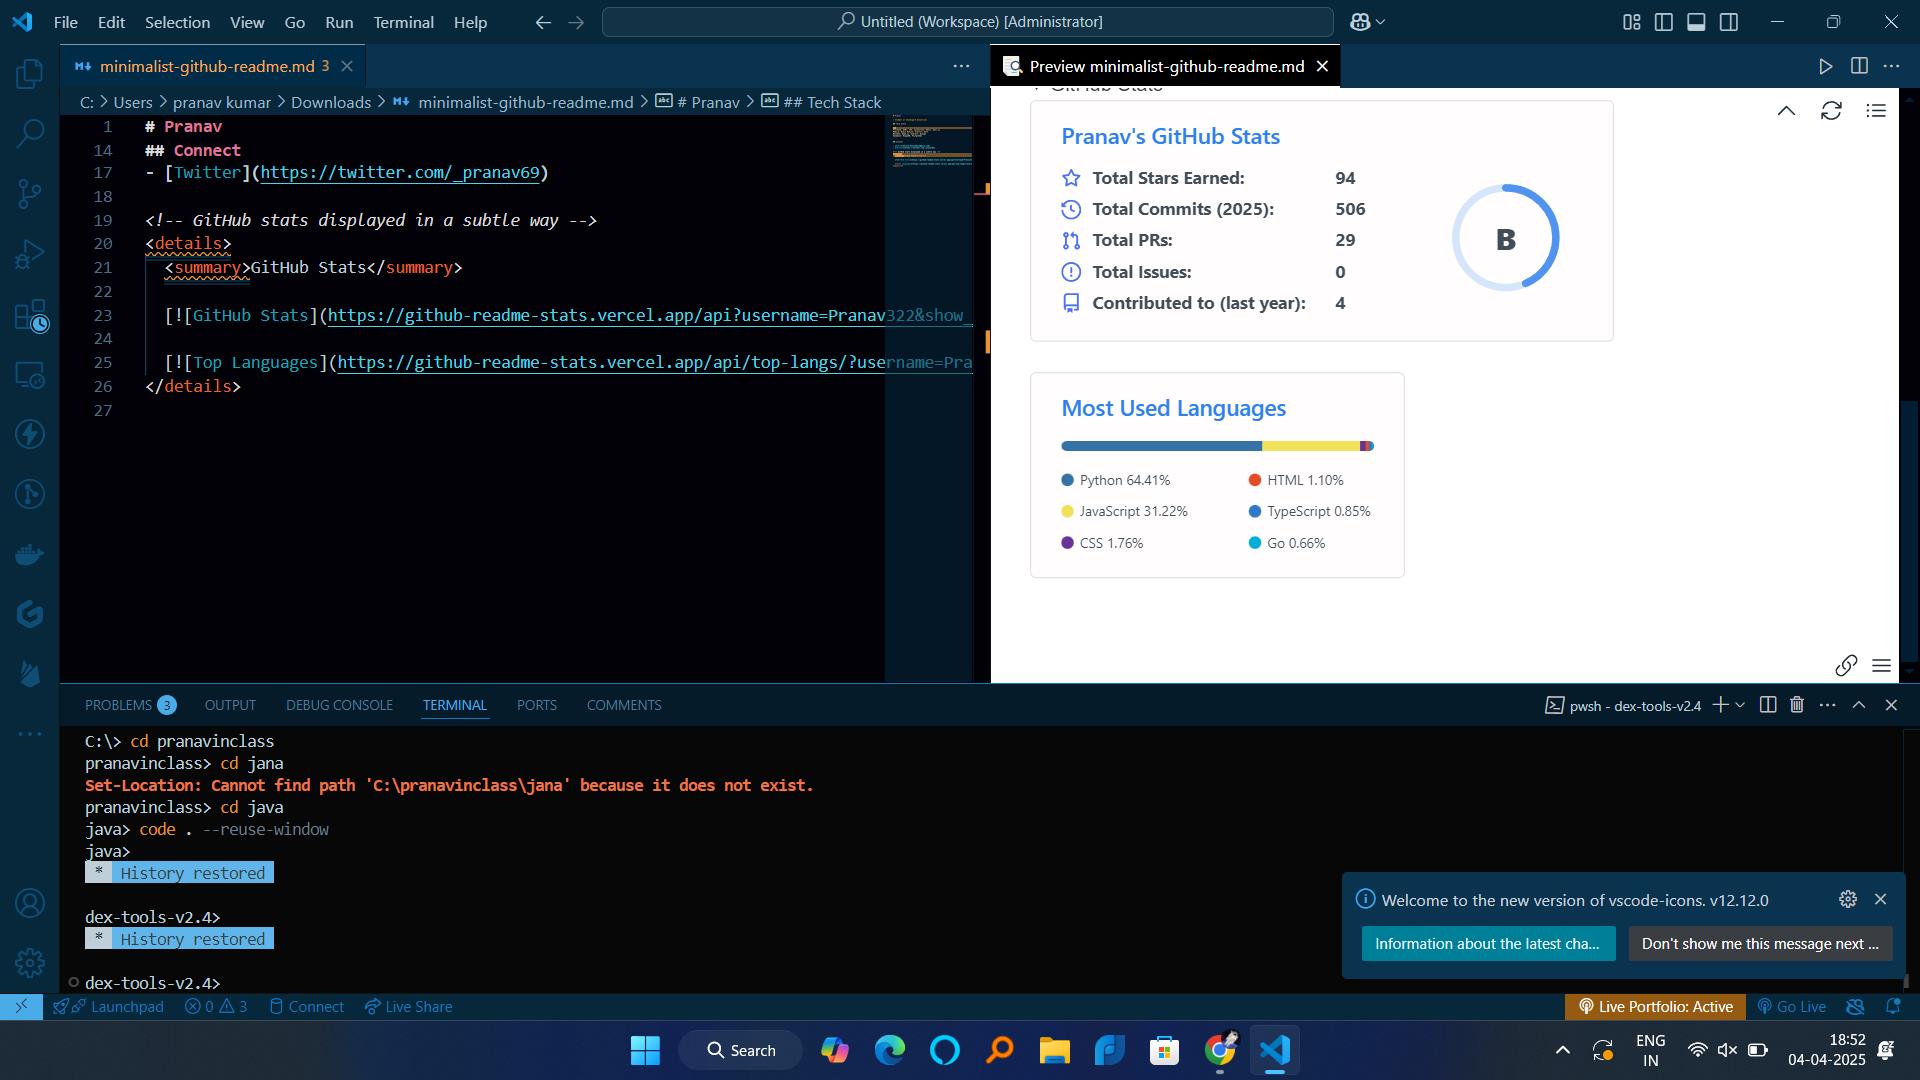 File Edit Selection View Go Run Terminal Help
Untitled (Workspace) [Administrator]
minimalist-github-readme.md 3
Preview minimalist-github-readme.md
C: > Users > pranav kumar > Downloads > minimalist-github-readme.md > # Pranav > ## Tech Stack
1 # Pranav
14 ## Connect
17 - [Twitter](https://twitter.com/_pranav69)
18
19 <!-- GitHub stats displayed in a subtle way -->
20 <details>
21 <summary>GitHub Stats</summary>
22
23 [![GitHub Stats](https://github-readme-stats.vercel.app/api?username=Pranav322&show_
24
25 [![Top Languages](https://github-readme-stats.vercel.app/api/top-langs/?username=Pra
26 </details>
27
GitHub Stats
Pranav's GitHub Stats
Total Stars Earned: 94
Total Commits (2025): 506
Total PRs: 29
Total Issues: 0
Contributed to (last year): 4
B
Most Used Languages
Python 64.41%
HTML 1.10%
JavaScript 31.22%
TypeScript 0.85%
CSS 1.76%
Go 0.66%
PROBLEMS 3 OUTPUT DEBUG CONSOLE TERMINAL PORTS COMMENTS
pwsh - dex-tools-v2.4
C:\> cd pranavinclass
pranavinclass> cd jana
Set-Location: Cannot find path 'C:\pranavinclass\jana' because it does not exist.
pranavinclass> cd java
java> code . --reuse-window
java>
* History restored
dex-tools-v2.4>
* History restored
dex-tools-v2.4>
Welcome to the new version of vscode-icons. v12.12.0
Information about the latest cha...
Don't show me this message next ...
Launchpad 0 3 Connect Live Share
Live Portfolio: Active
Go Live
Search
ENG
IN
18:52
04-04-2025